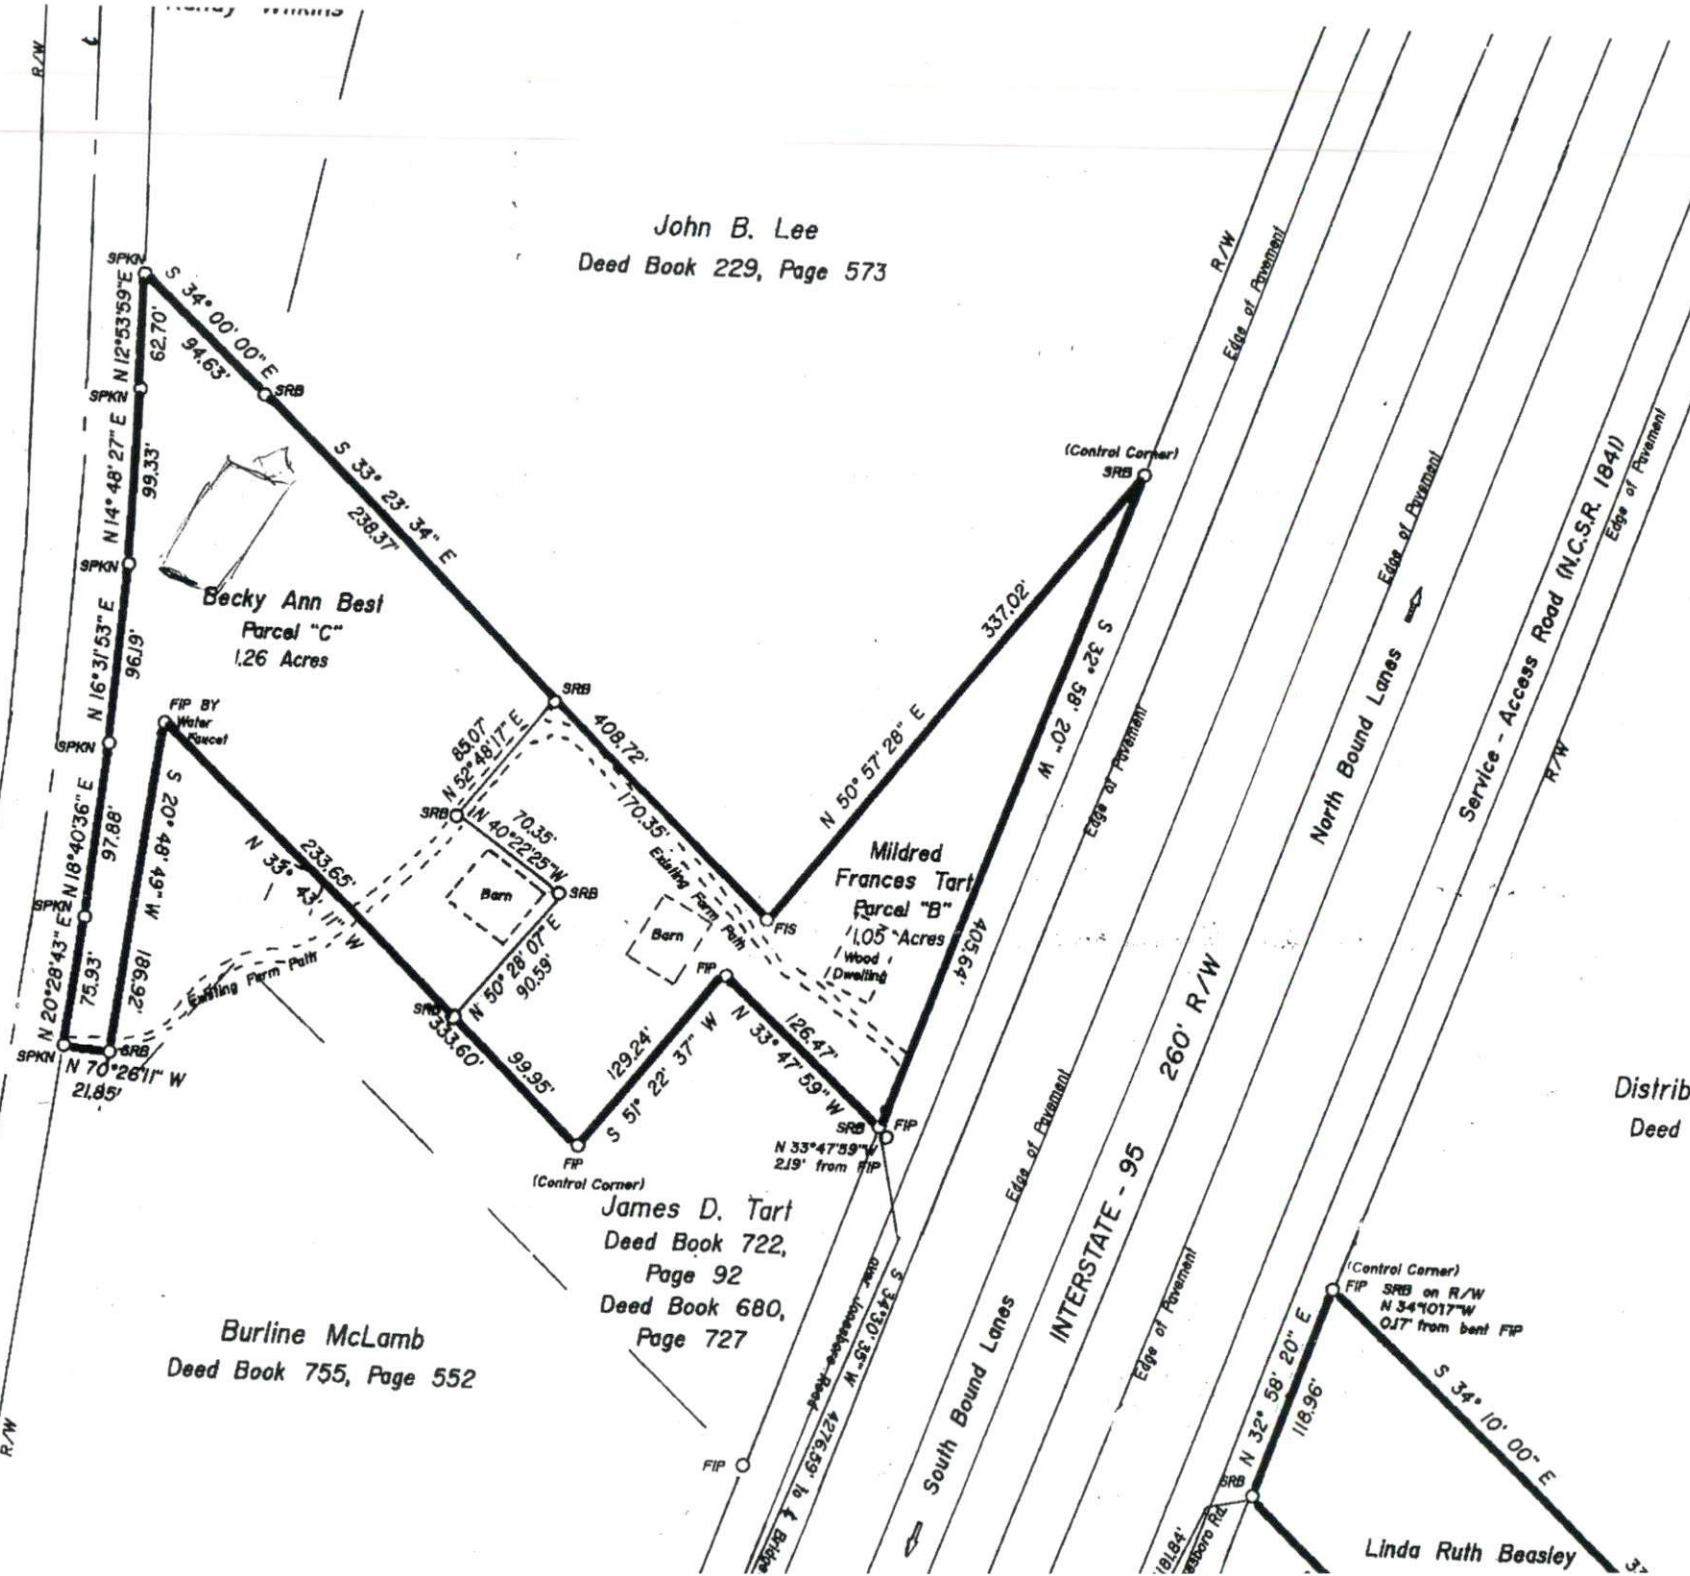 Randy Wilkins
R/W
John B. Lee
Deed Book 229, Page 573
SPKN
S 34° 00' 00" E
94.63'
N 12°53'59" E
62.70'
SRB
SPKN
S 33° 23' 34" E
238.37'
N 14° 48' 27" E
99.33'
SPKN
Becky Ann Best
Parcel "C"
1.26 Acres
N 16° 31' 53" E
96.19'
SPKN
FIP BY
Water
Faucet
SRB
85.07'
N 52° 48' 17" E
408.72'
170.35'
Existing Farm Path
N 18° 40' 36" E
97.88'
S 20° 48' 49" W
186.92'
233.65'
N 33° 43' 11" W
SRB
70.35'
N 40°22'25" W
Barn
SRB
N 50° 28' 07" E
90.59'
Barn
FIS
FIP
SPKN
N 20°28'43" E
75.93'
Existing Farm Path
SPKN
SRB
N 70°26'11" W
21.85'
SRB
333.60'
99.95'
129.24'
S 51° 22' 37" W
126.47'
N 33° 47' 59" W
FIP
(Control Corner)
SRB
FIP
N 33°47'59" W
2.19' from FIP
(Control Corner)
SRB
337.02'
N 50° 57' 28" E
S 32° 58' 20" W
405.64'
Mildred
Frances Tart
Parcel "B"
1.05 Acres
Wood
Dwelling
James D. Tart
Deed Book 722,
Page 92
Deed Book 680,
Page 727
Burline McLamb
Deed Book 755, Page 552
R/W
FIP
S 34°30' 35" W 4276.59' to ℄ Bridge
over Jonesboro Road
R/W
Edge of Pavement
Edge of Pavement
Edge of Pavement
Edge of Pavement
Edge of Pavement
Edge of Pavement
South Bound Lanes
INTERSTATE - 95 260' R/W
North Bound Lanes
Service - Access Road (N.C.S.R. 1841)
R/W
Distrib
Deed
(Control Corner)
FIP SRB on R/W
N 34°10'17" W
0.17' from bent FIP
N 32° 58' 20" E
118.96'
SRB
S 34° 10' 00" E
Linda Ruth Beasley
1181.84'
esboro Rd.